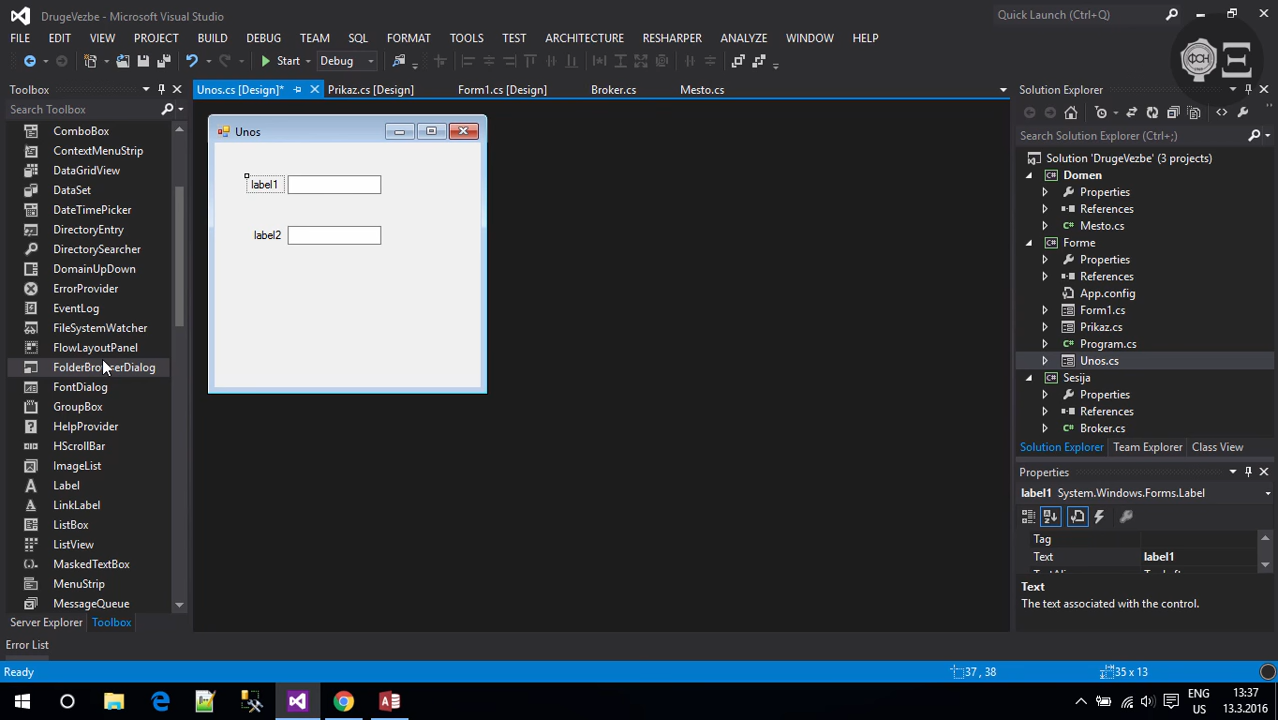 DrugeVezbe - Microsoft Visual Studio
Quick Launch (Ctrl+Q)
FILE EDIT VIEW PROJECT BUILD DEBUG TEAM SQL FORMAT TOOLS TEST ARCHITECTURE RESHARPER ANALYZE WINDOW HELP
Start Debug
ФОН
Toolbox
Unos.cs [Design]* Prikaz.cs [Design] Form1.cs [Design] Broker.cs Mesto.cs
Solution Explorer
Search Toolbox
Search Solution Explorer (Ctrl+;)
ComboBox
ContextMenuStrip
DataGridView
DataSet
DateTimePicker
DirectoryEntry
DirectorySearcher
DomainUpDown
ErrorProvider
EventLog
FileSystemWatcher
FlowLayoutPanel
FolderBrowserDialog
FontDialog
GroupBox
HelpProvider
HScrollBar
ImageList
Label
LinkLabel
ListBox
ListView
MaskedTextBox
MenuStrip
MessageQueue
Server Explorer Toolbox
Unos
label1
label2
Solution 'DrugeVezbe' (3 projects)
Domen
Properties
References
Mesto.cs
Forme
Properties
References
App.config
Form1.cs
Prikaz.cs
Program.cs
Unos.cs
Sesija
Properties
References
Broker.cs
Solution Explorer Team Explorer Class View
Properties
label1 System.Windows.Forms.Label
Tag
Text label1
Text
The text associated with the control.
Error List
Ready
37 , 38
35 x 13
ENG
US
13:37
13.3.2016